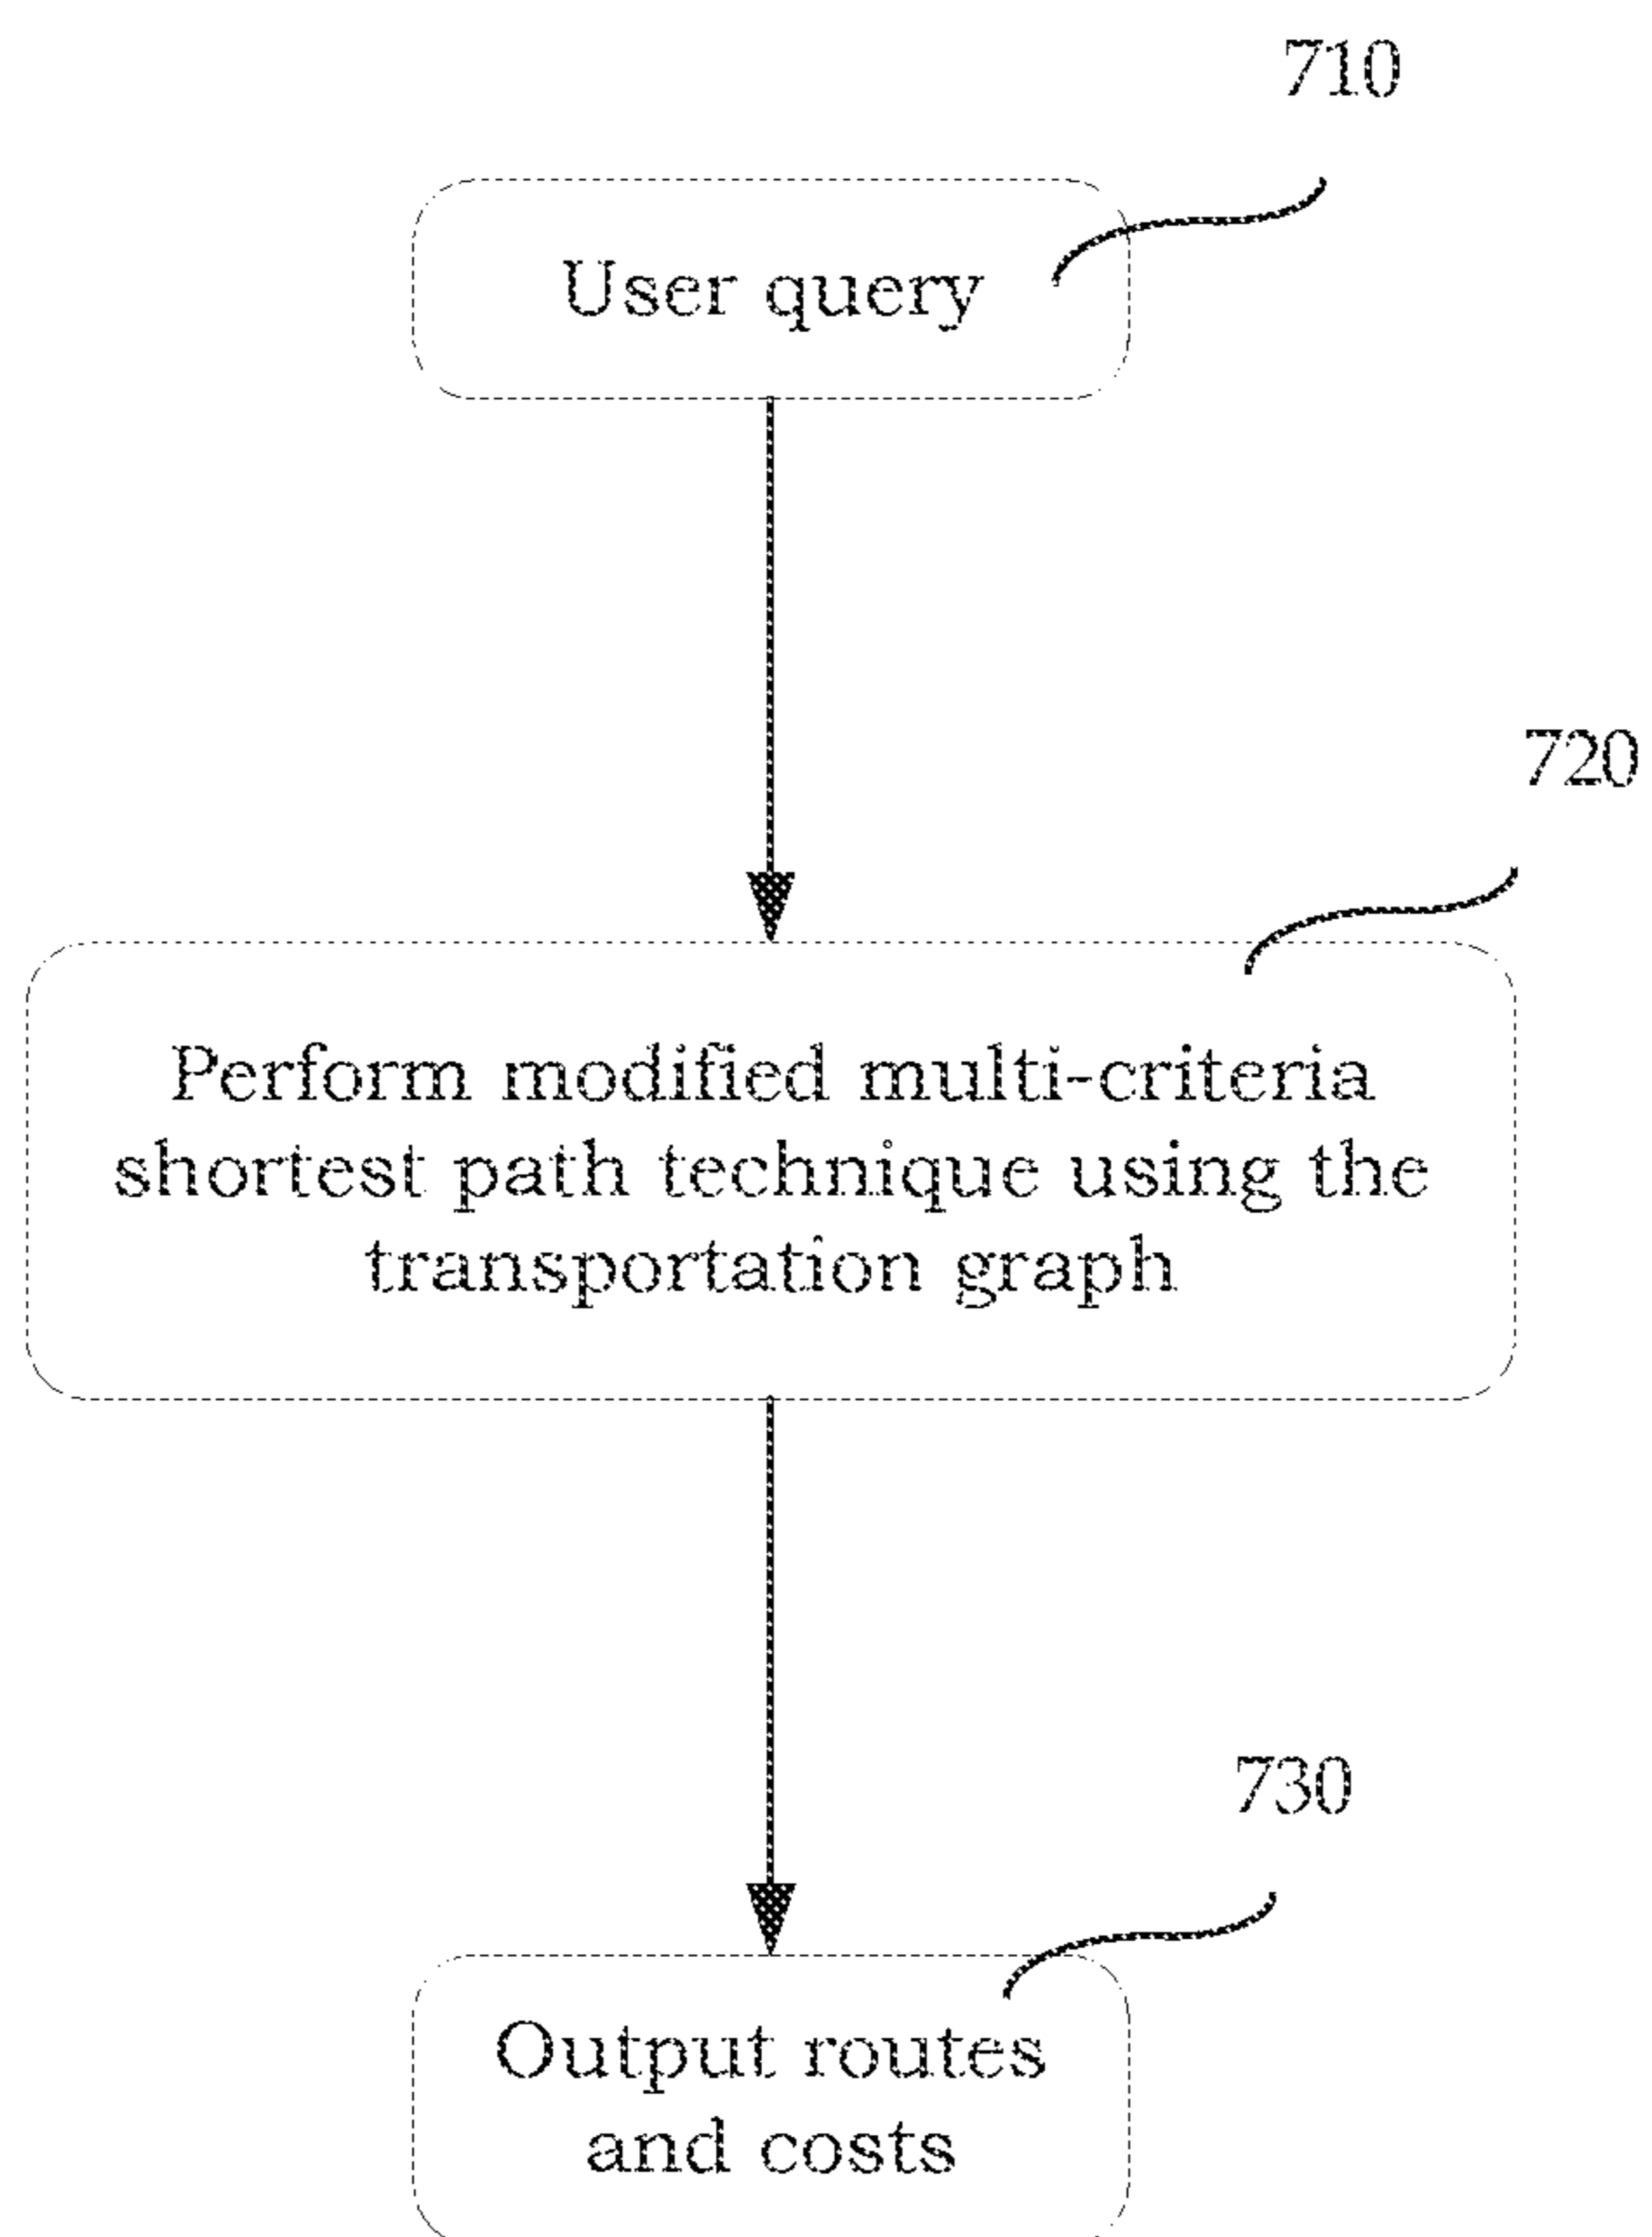 710
User query
720
Perform modified multi-criteria
shortest path technique using the
transportation graph
730
Output routes
and costs